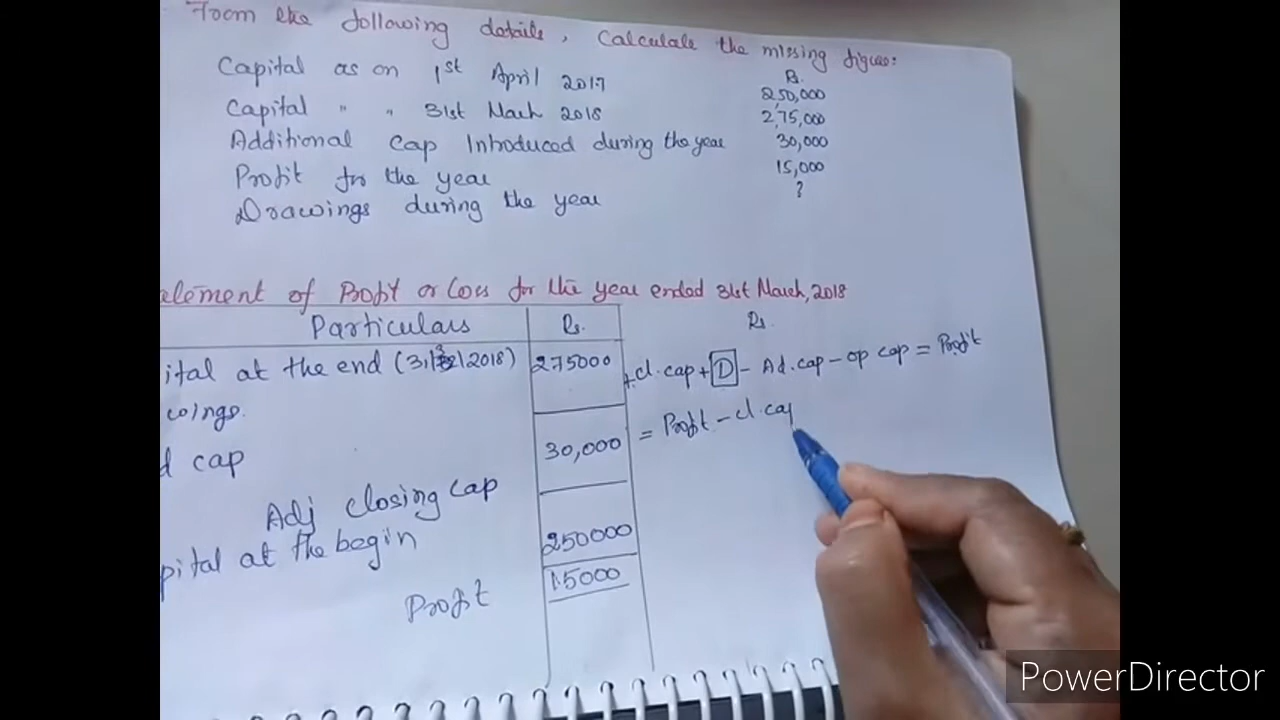 From the following details, Calculate the missing figure:
Rs.
Capital as on 1st April 2017 2,50,000
Capital " " 31st March 2018 2,75,000
Additional Cap Introduced during the year 30,000
Profit for the year 15,000
Drawings during the year ?
atement of Profit or Loss for the year ended 31st March, 2018
Particulars Rs. Rs
ital at the end (31/3/2018) 275000 + cl. cap + D - Ad. cap - op cap = Profit
wings.
= Profit - cl. cap
d cap 30,000
Adj closing cap
pital at the begin 250000
Profit 15000
PowerDirector